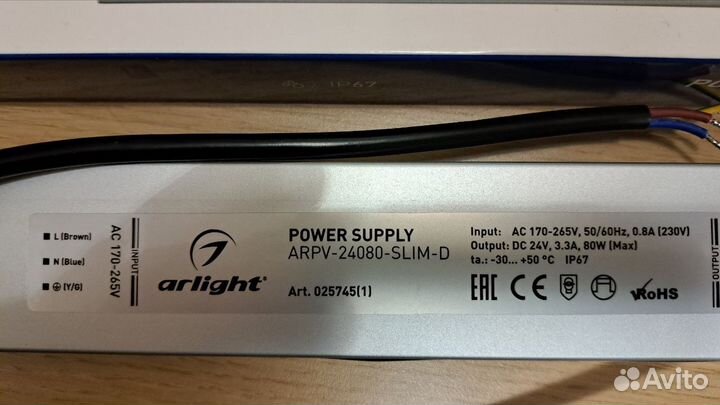 IP67
L (Brown)
N (Blue)
(Y/G)
AC 170-265V
INPUT
arlight
POWER SUPPLY
ARPV-24080-SLIM-D
Art. 025745(1)
Input: AC 170-265V, 50/60Hz, 0.8A (230V)
Output: DC 24V, 3.3A, 80W (Max)
ta.: -30... +50 °C IP67
EAC CE RoHS
OUTPUT
Avito